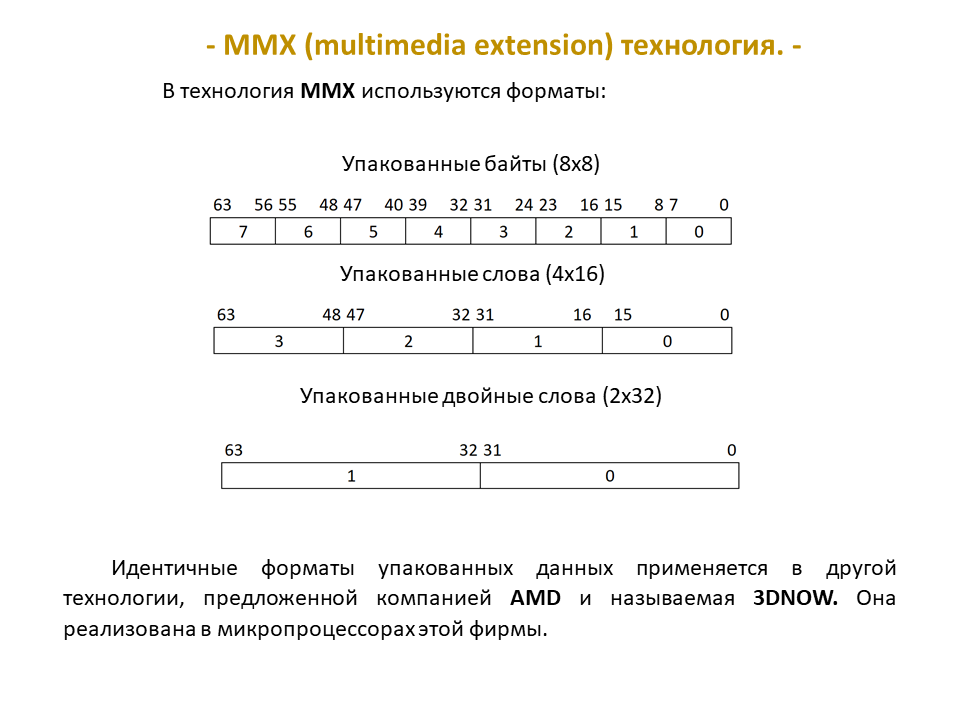 - MMX (multimedia extension) технология. -
В технология MMX используются форматы:
Упакованные байты (8x8)
63 56 55 48 47 40 39 32 31 24 23 16 15 8 7 0
7 6 5 4 3 2 1 0
Упакованные слова (4x16)
63 48 47 32 31 16 15 0
3 2 1 0
Упакованные двойные слова (2x32)
63 32 31 0
1 0
Идентичные форматы упакованных данных применяется в другой
технологии, предложенной компанией AMD и называемая 3DNOW. Она
реализована в микропроцессорах этой фирмы.